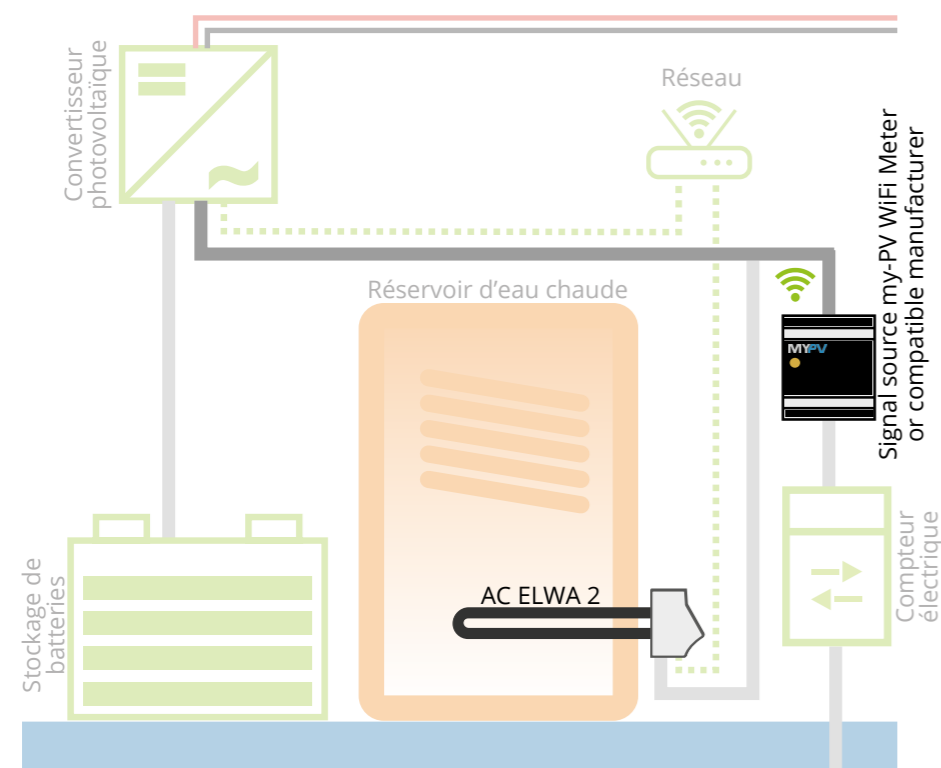 Convertisseur
photovoltaïque
Réseau
Signal source my-PV WiFi Meter
or compatible manufacturer
Réservoir d'eau chaude
MYPV
AC ELWA 2
Stockage de
batteries
Compteur
électrique